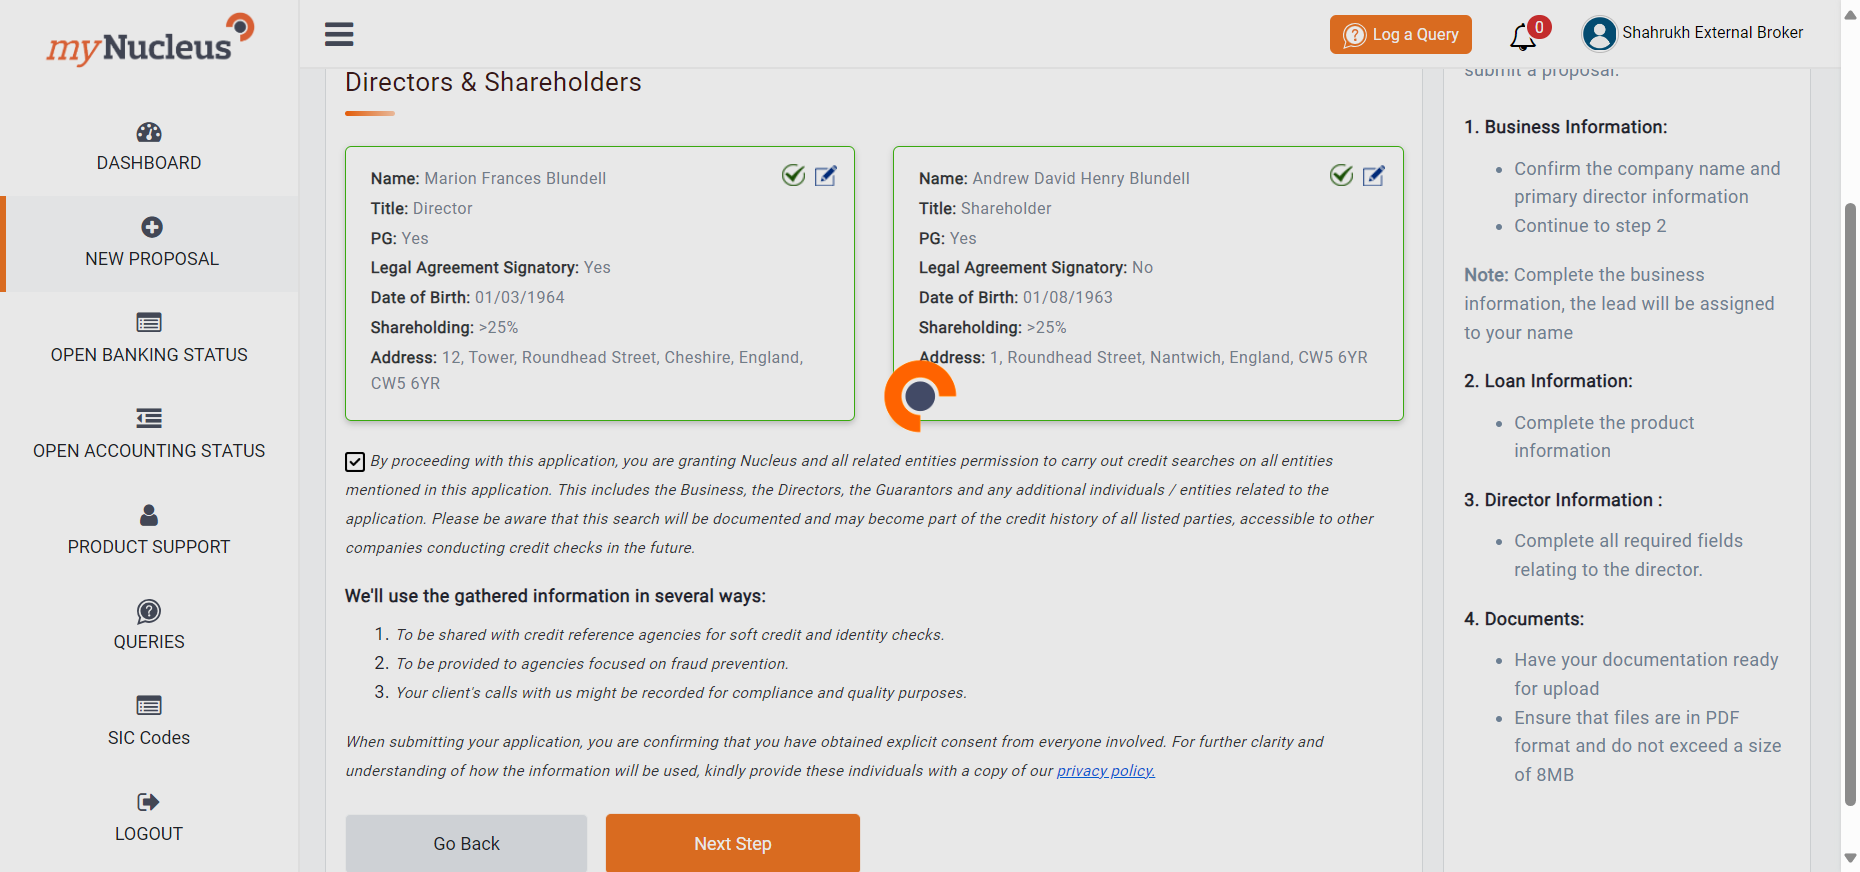 myNucleus
DASHBOARD
NEW PROPOSAL
OPEN BANKING STATUS
OPEN ACCOUNTING STATUS
PRODUCT SUPPORT
QUERIES
SIC Codes
LOGOUT
Log a Query
0
Shahrukh External Broker
Directors & Shareholders
Name: Marion Frances Blundell
Title: Director
PG: Yes
Legal Agreement Signatory: Yes
Date of Birth: 01/03/1964
Shareholding: >25%
Address: 12, Tower, Roundhead Street, Cheshire, England,
CW5 6YR
Name: Andrew David Henry Blundell
Title: Shareholder
PG: Yes
Legal Agreement Signatory: No
Date of Birth: 01/08/1963
Shareholding: >25%
Address: 1, Roundhead Street, Nantwich, England, CW5 6YR
By proceeding with this application, you are granting Nucleus and all related entities permission to carry out credit searches on all entities
mentioned in this application. This includes the Business, the Directors, the Guarantors and any additional individuals / entities related to the
application. Please be aware that this search will be documented and may become part of the credit history of all listed parties, accessible to other
companies conducting credit checks in the future.
We'll use the gathered information in several ways:
1. To be shared with credit reference agencies for soft credit and identity checks.
2. To be provided to agencies focused on fraud prevention.
3. Your client's calls with us might be recorded for compliance and quality purposes.
When submitting your application, you are confirming that you have obtained explicit consent from everyone involved. For further clarity and
understanding of how the information will be used, kindly provide these individuals with a copy of our privacy policy.
Go Back
Next Step
submit a proposal.
1. Business Information:
• Confirm the company name and
primary director information
• Continue to step 2
Note: Complete the business
information, the lead will be assigned
to your name
2. Loan Information:
• Complete the product
information
3. Director Information :
• Complete all required fields
relating to the director.
4. Documents:
• Have your documentation ready
for upload
• Ensure that files are in PDF
format and do not exceed a size
of 8MB